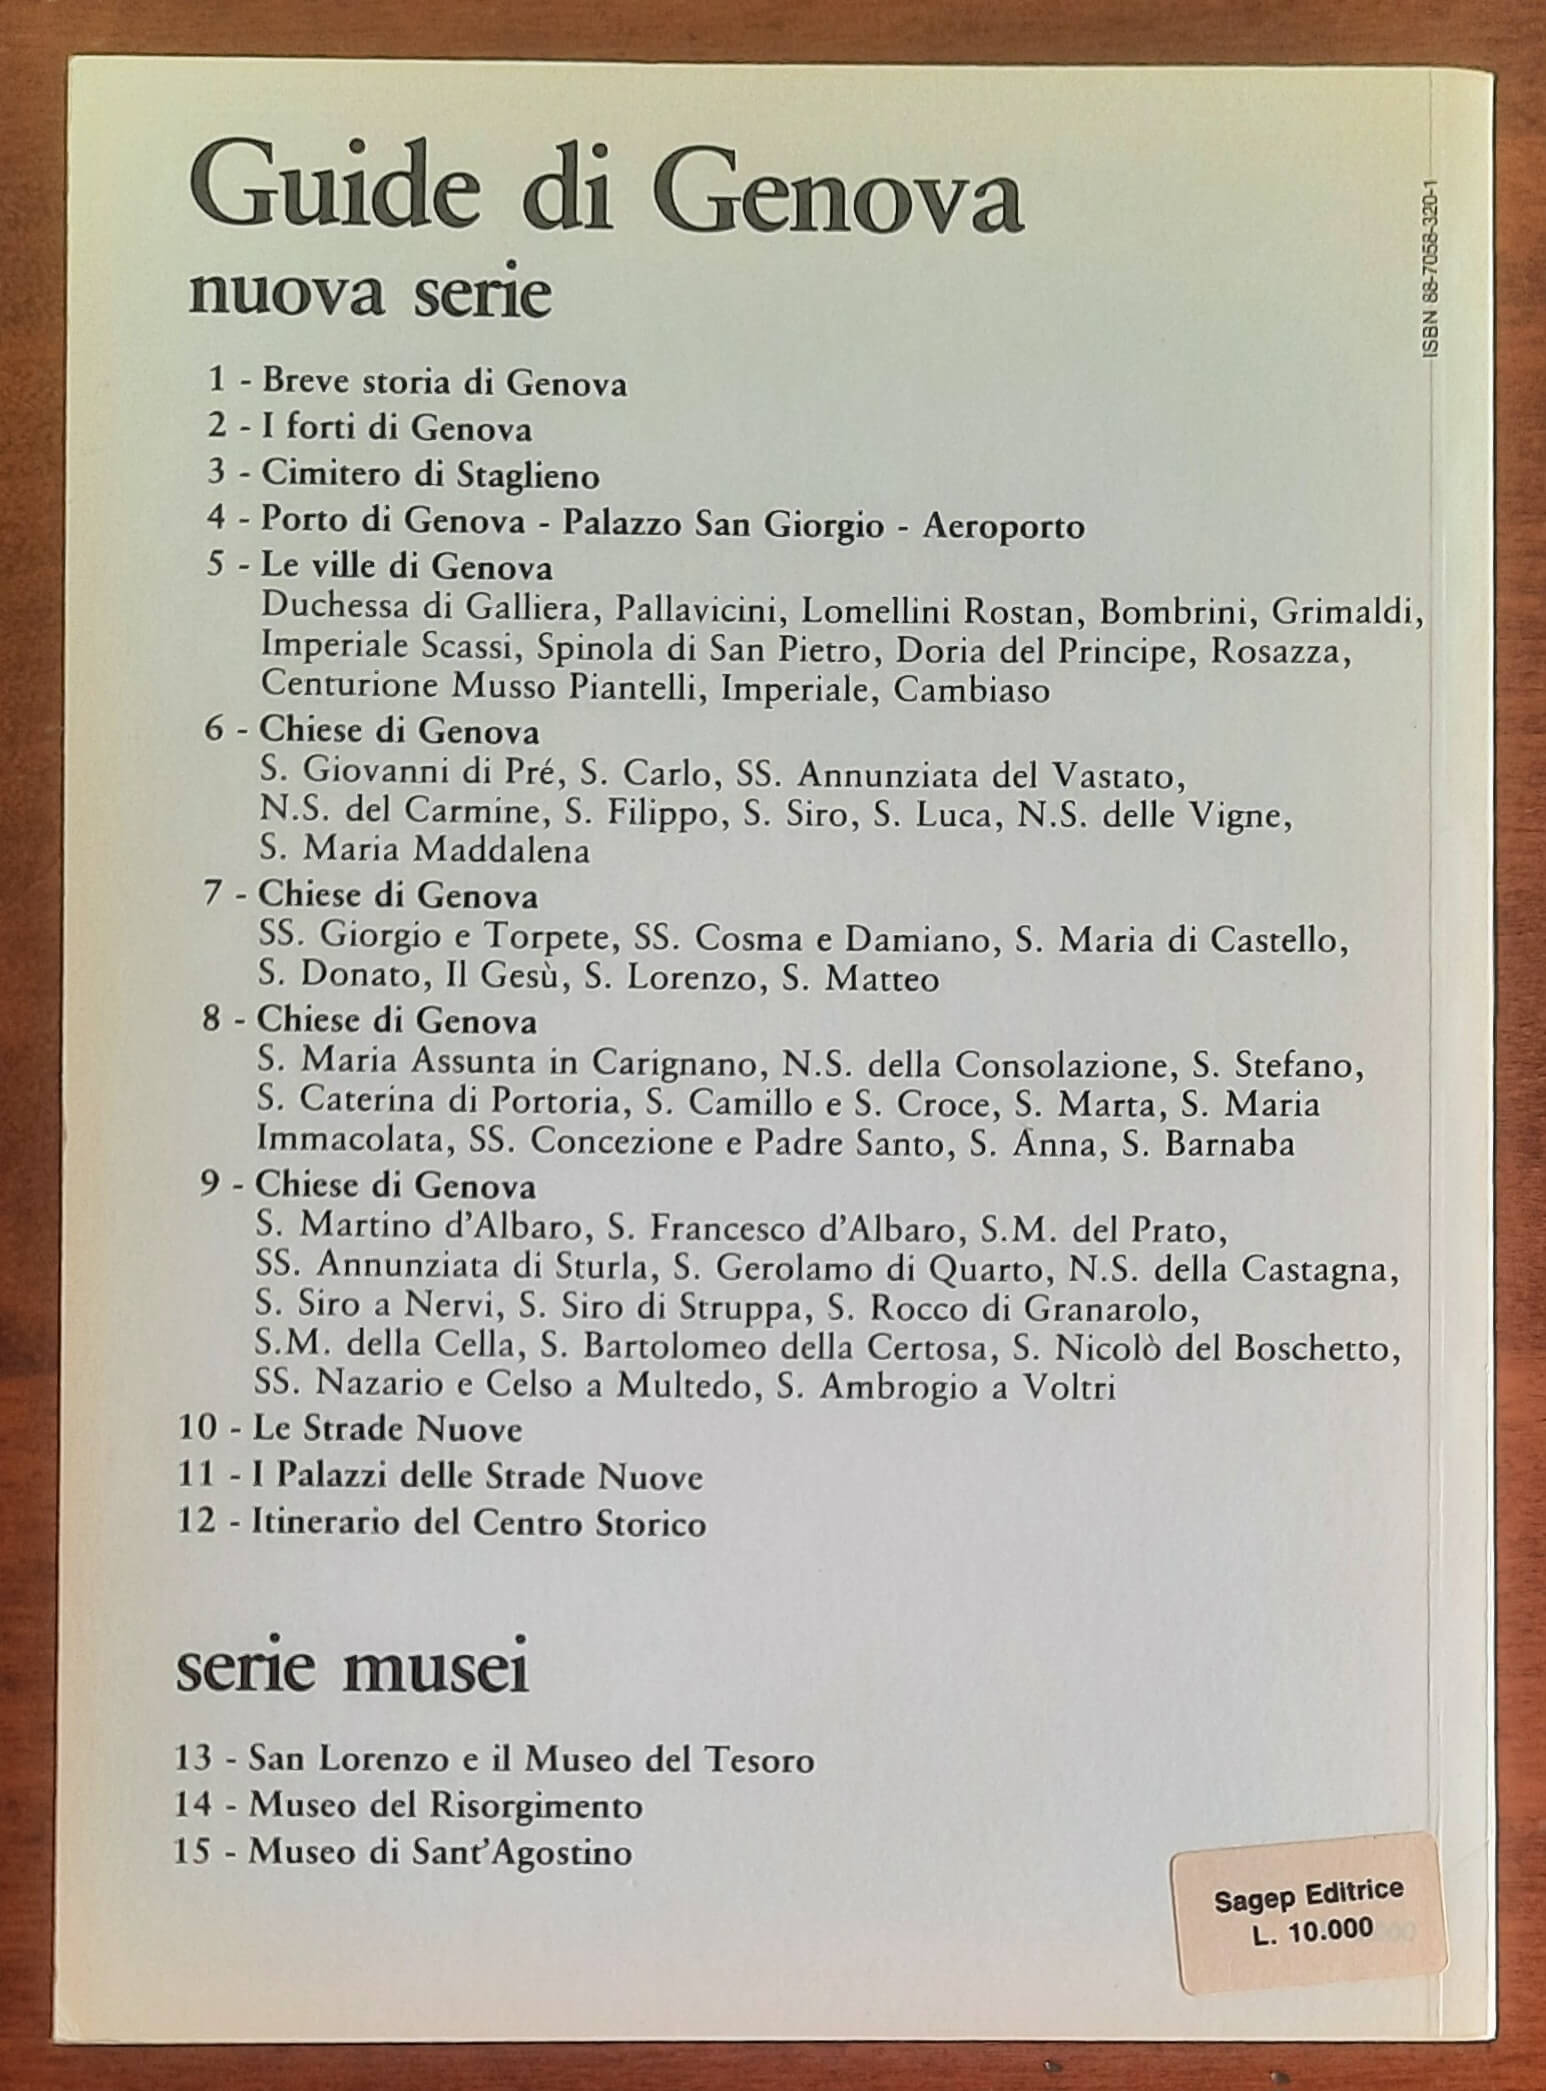 Guide di Genova
nuova serie
ISBN 88-7058-320-1
1 - Breve storia di Genova
2 - I forti di Genova
3 - Cimitero di Staglieno
4 - Porto di Genova - Palazzo San Giorgio - Aeroporto
5 - Le ville di Genova
Duchessa di Galliera, Pallavicini, Lomellini Rostan, Bombrini, Grimaldi,
Imperiale Scassi, Spinola di San Pietro, Doria del Principe, Rosazza,
Centurione Musso Piantelli, Imperiale, Cambiaso
6 - Chiese di Genova
S. Giovanni di Pré, S. Carlo, SS. Annunziata del Vastato,
N.S. del Carmine, S. Filippo, S. Siro, S. Luca, N.S. delle Vigne,
S. Maria Maddalena
7 - Chiese di Genova
SS. Giorgio e Torpete, SS. Cosma e Damiano, S. Maria di Castello,
S. Donato, Il Gesù, S. Lorenzo, S. Matteo
8 - Chiese di Genova
S. Maria Assunta in Carignano, N.S. della Consolazione, S. Stefano,
S. Caterina di Portoria, S. Camillo e S. Croce, S. Marta, S. Maria
Immacolata, SS. Concezione e Padre Santo, S. Anna, S. Barnaba
9 - Chiese di Genova
S. Martino d'Albaro, S. Francesco d'Albaro, S.M. del Prato,
SS. Annunziata di Sturla, S. Gerolamo di Quarto, N.S. della Castagna,
S. Siro a Nervi, S. Siro di Struppa, S. Rocco di Granarolo,
S.M. della Cella, S. Bartolomeo della Certosa, S. Nicolò del Boschetto,
SS. Nazario e Celso a Multedo, S. Ambrogio a Voltri
10 - Le Strade Nuove
11 - I Palazzi delle Strade Nuove
12 - Itinerario del Centro Storico
serie musei
13 - San Lorenzo e il Museo del Tesoro
14 - Museo del Risorgimento
15 - Museo di Sant'Agostino
Sagep Editrice
L. 10.000